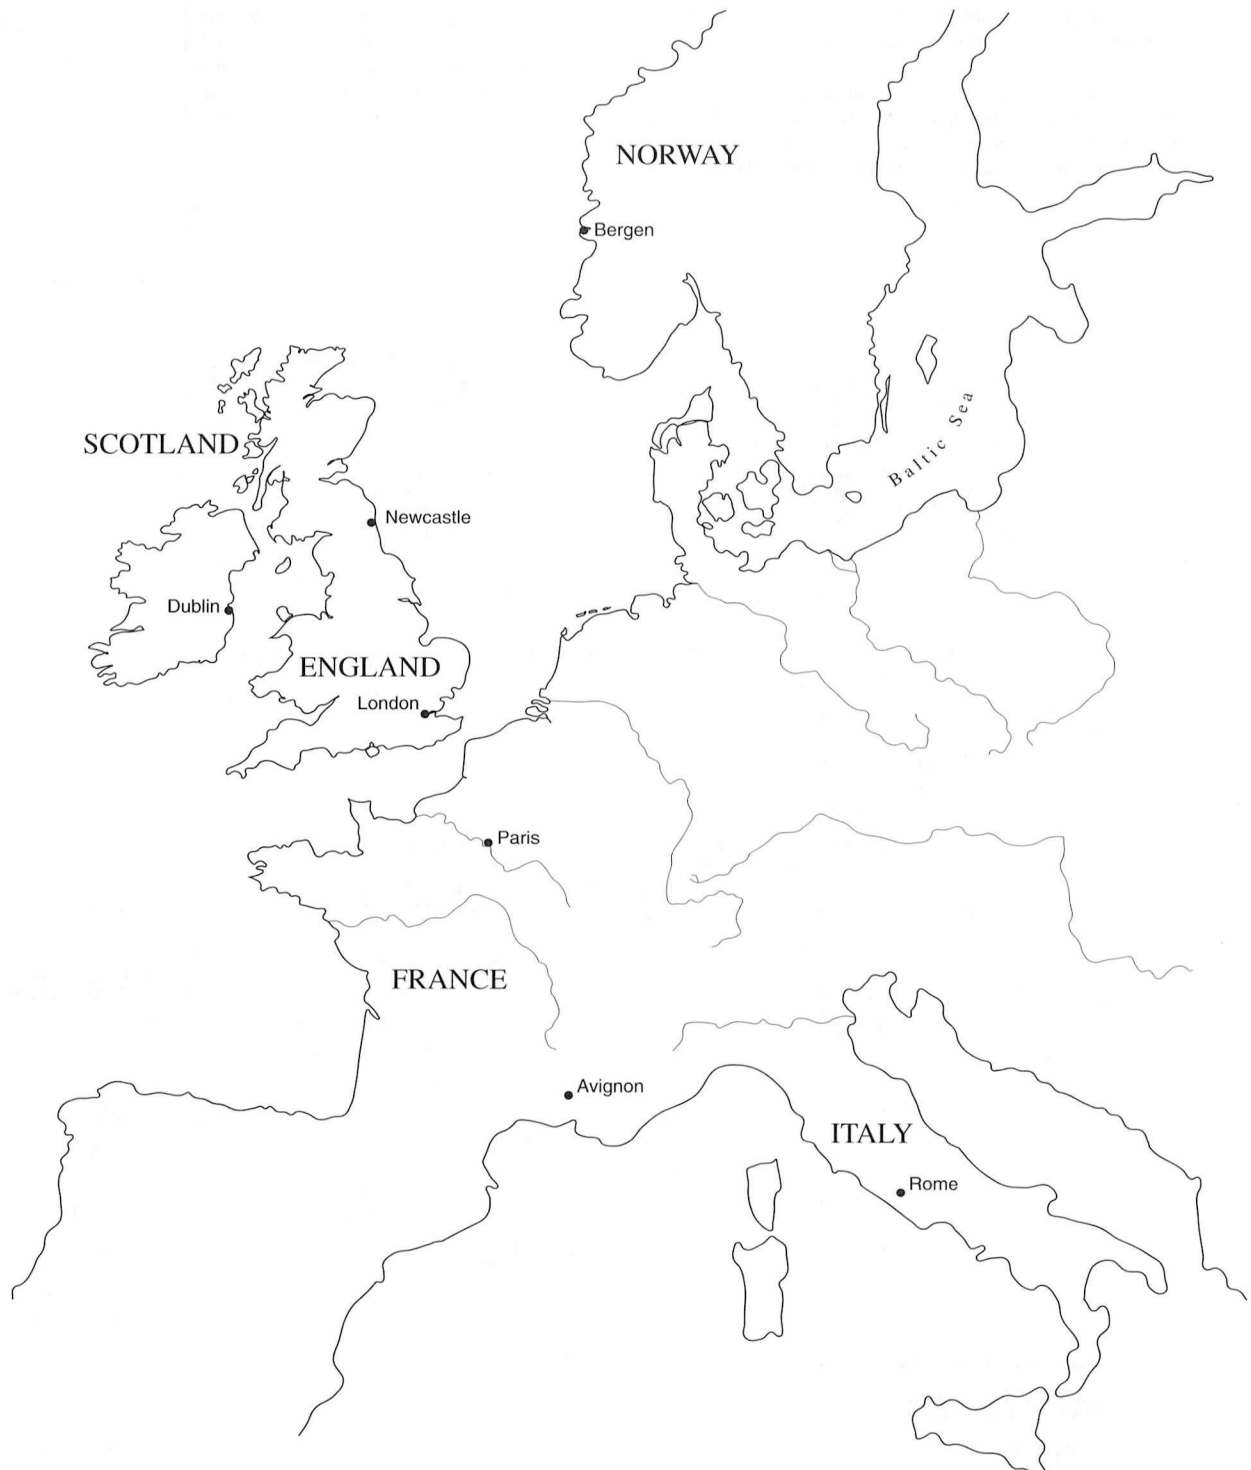 NORWAY
Bergen
Baltic Sea
SCOTLAND
Newcastle
Dublin
ENGLAND
London
Paris
FRANCE
Avignon
ITALY
Rome